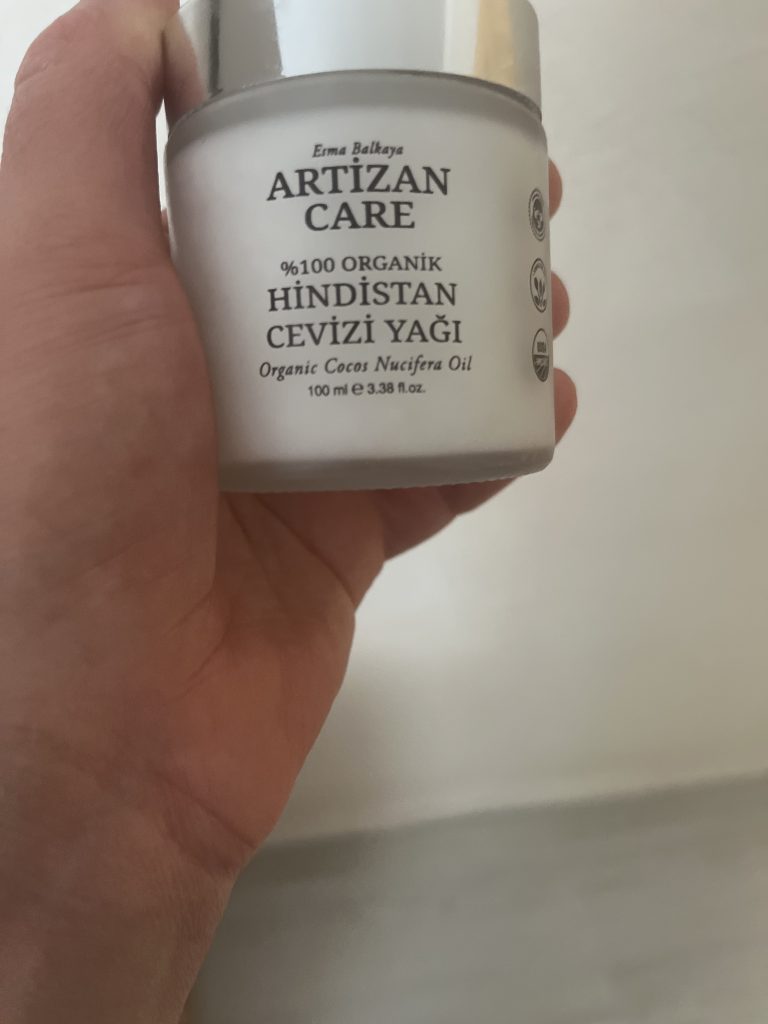 Esma Balkaya
ARTİZAN
CARE
%100 ORGANİK
HİNDİSTAN
CEVİZİ YAĞI
Organic Cocos Nucifera Oil
100 ml ℮ 3.38 fl.oz.